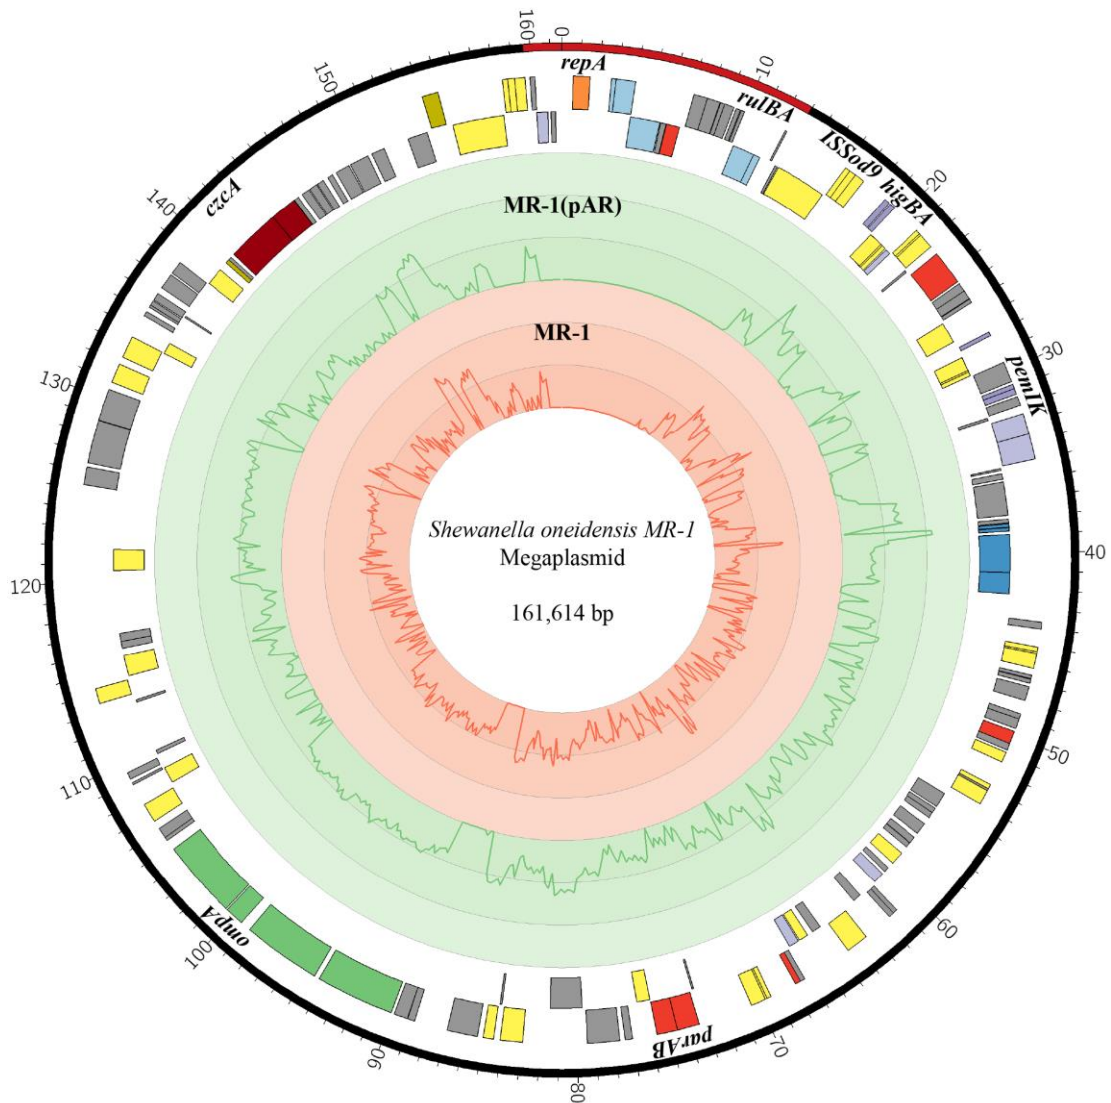 160
0
10
20
30
40
50
60
70
80
90
100
110
120
130
140
150
repA
rulBA
ISSod9
higBA
pemIK
parAB
ompA
czcA
MR-1(pAR)
MR-1
Shewanella oneidensis MR-1
Megaplasmid
161,614 bp